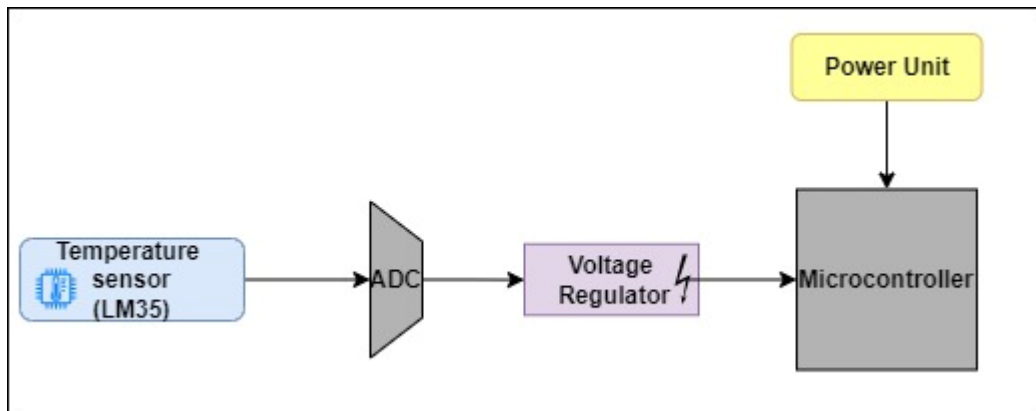 Power Unit
Temperature
sensor
(LM35)
ADC
Voltage
Regulator
Microcontroller